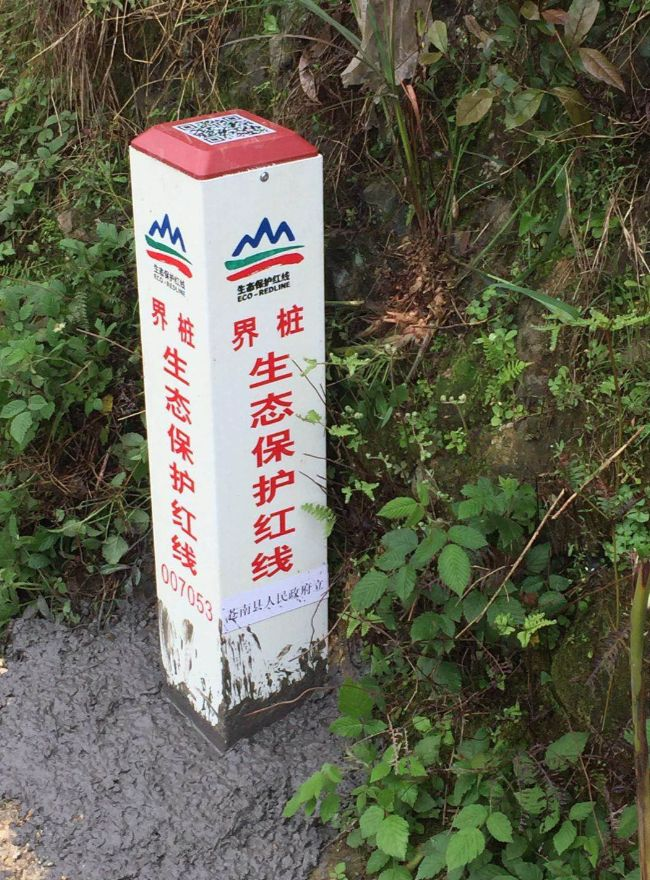 生态保护红线
ECO-REDLINE
界桩
生态保护红线
007053
生态保护红线
ECO-REDLINE
界桩
生态保护红线
苍南县人民政府立